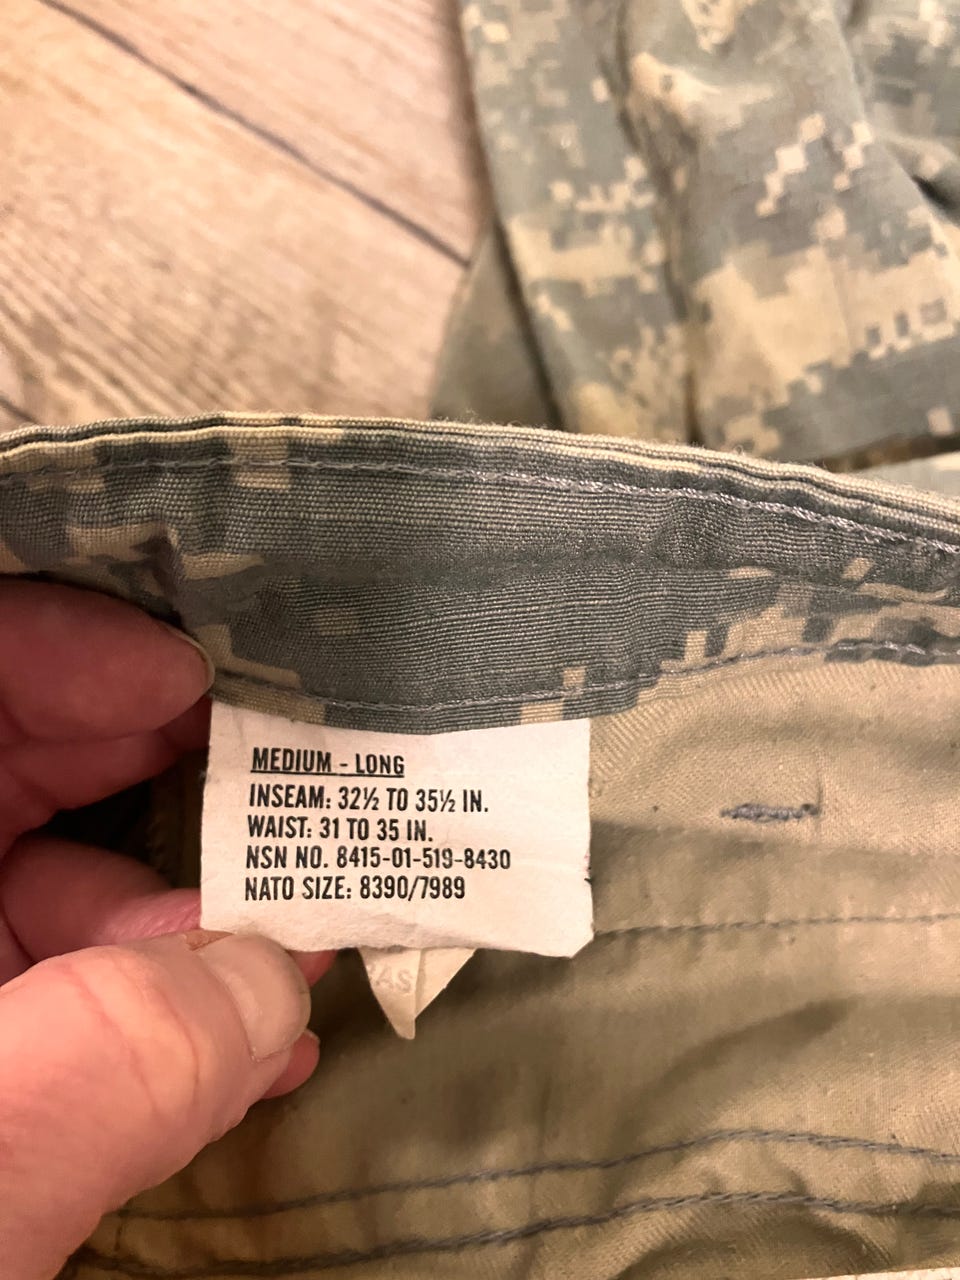 MEDIUM - LONG
INSEAM: 32½ TO 35½ IN.
WAIST: 31 TO 35 IN.
NSN NO. 8415-01-519-8430
NATO SIZE: 8390/7989